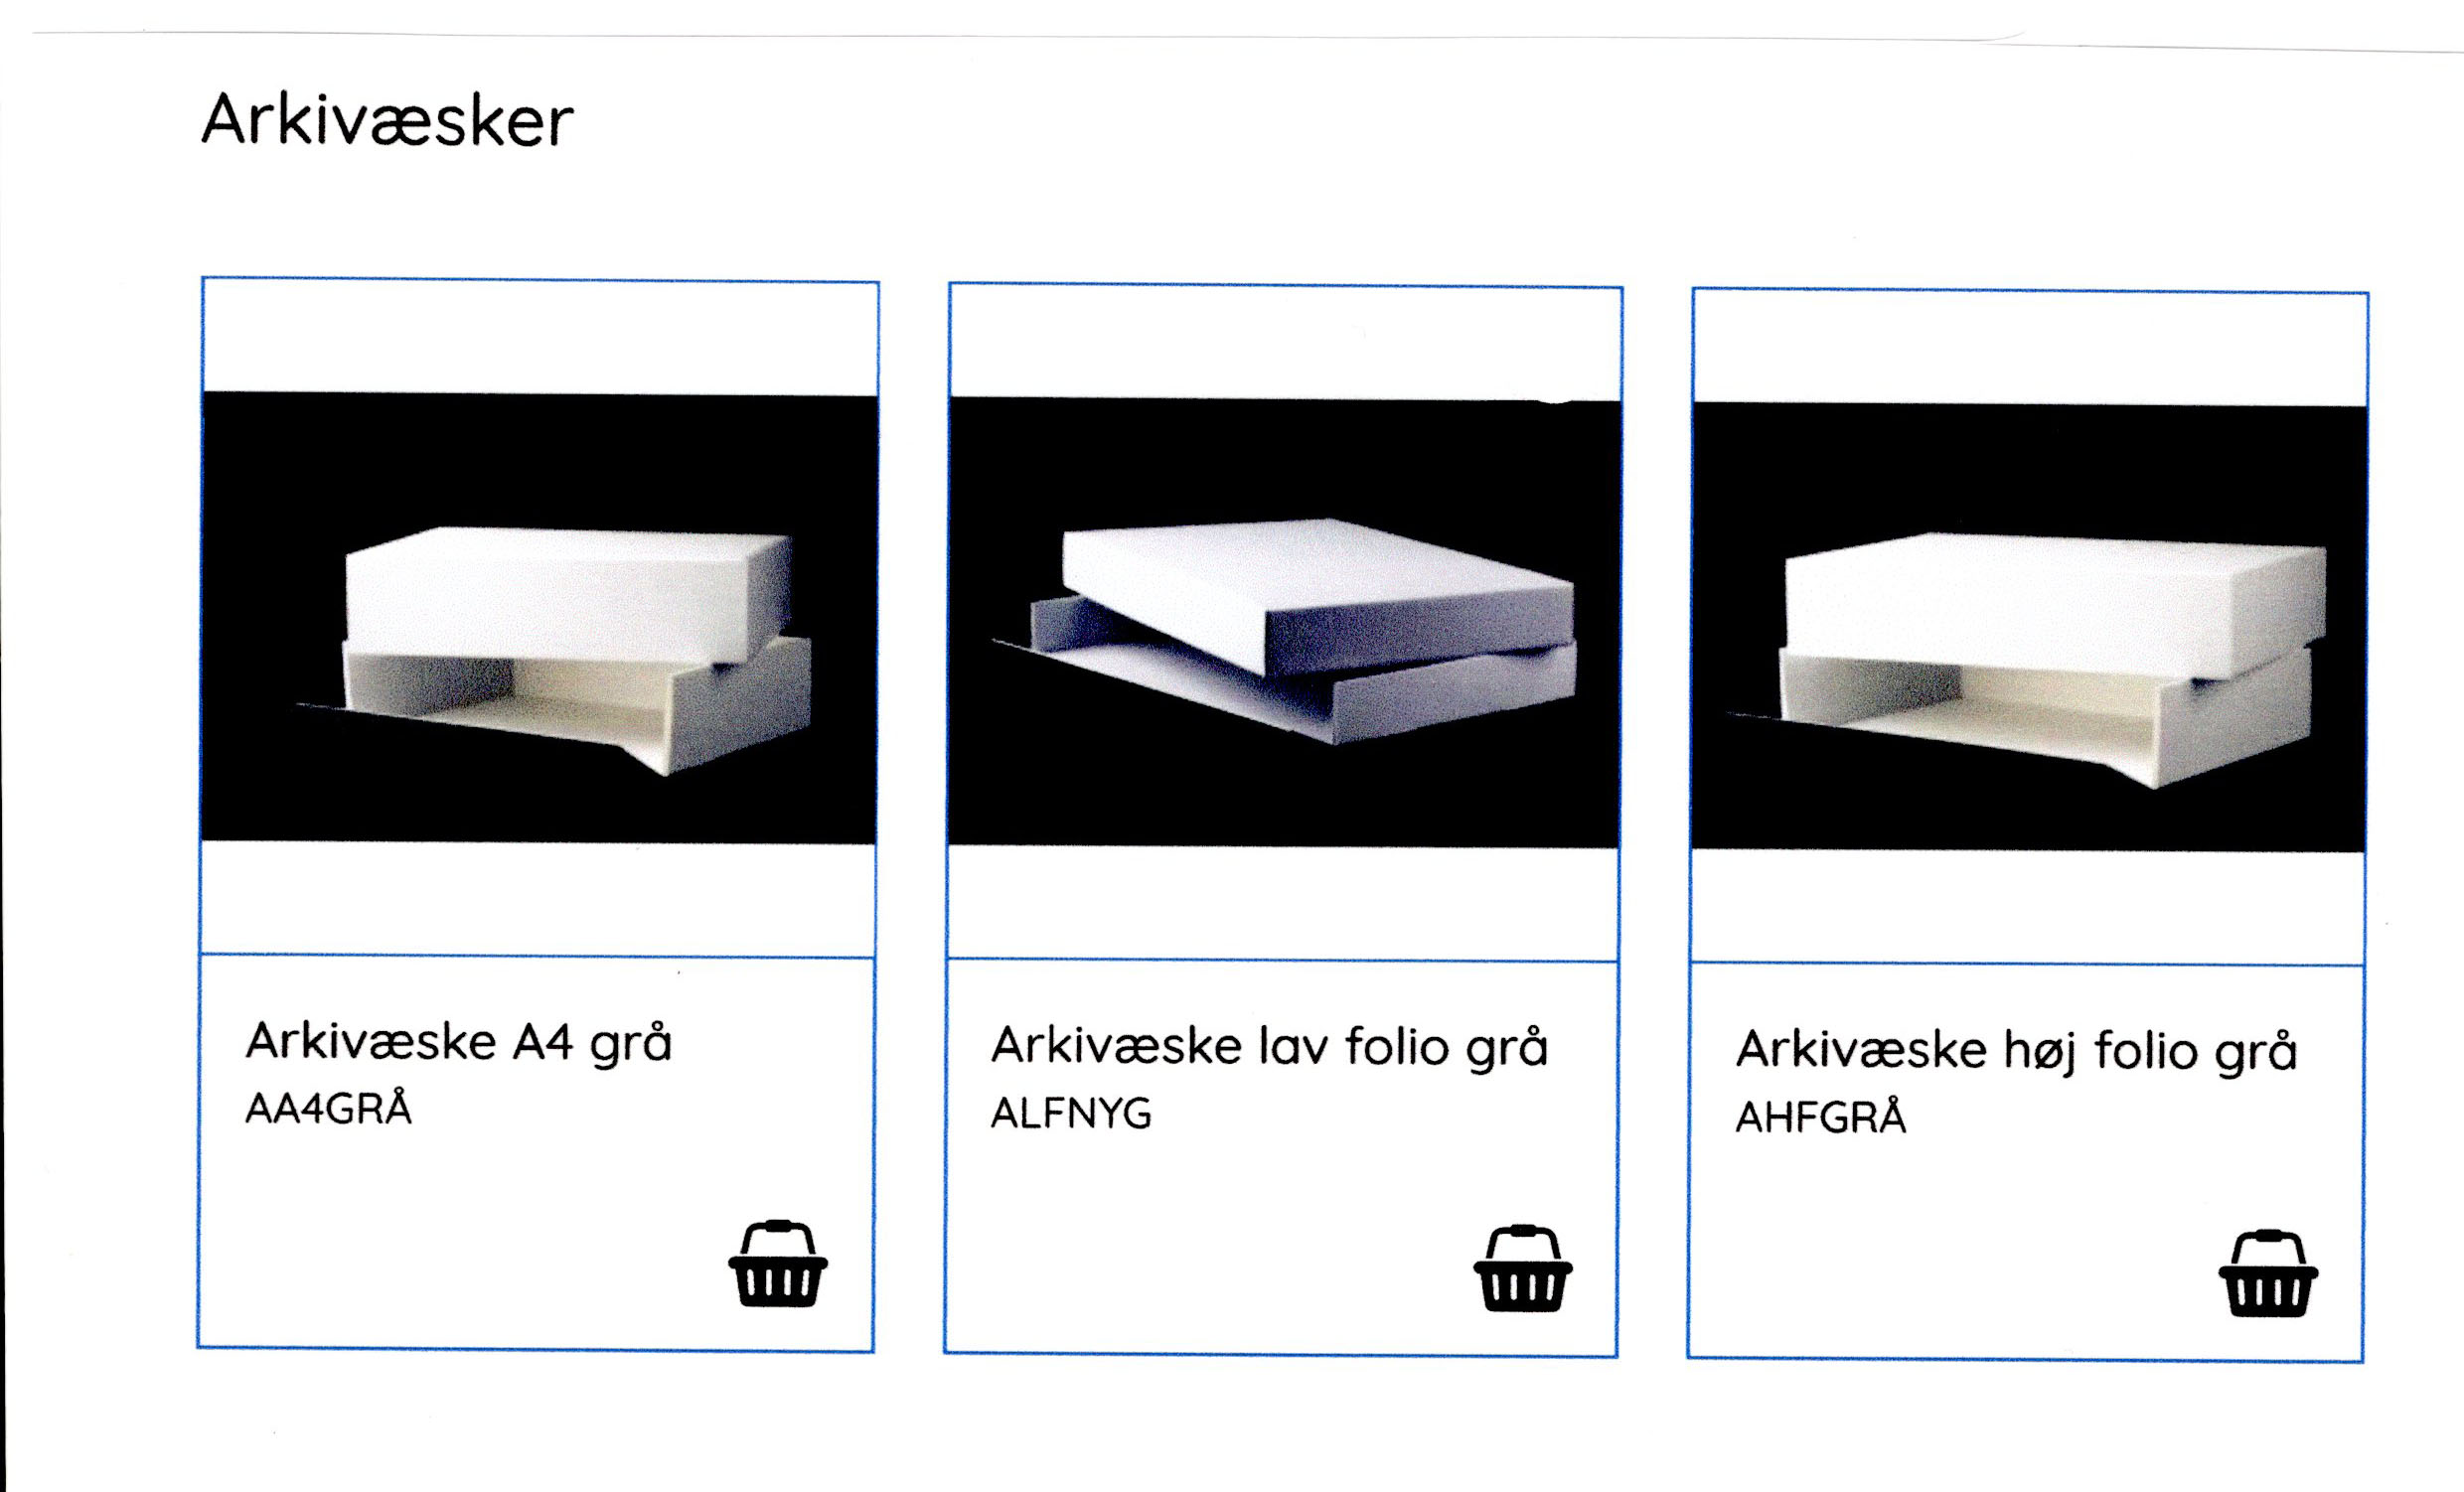 Arkivæsker
Arkivæske A4 grå
AA4GRÅ
Arkivæske lav folio grå
ALFNYG
Arkivæske høj folio grå
AHFGRÅ